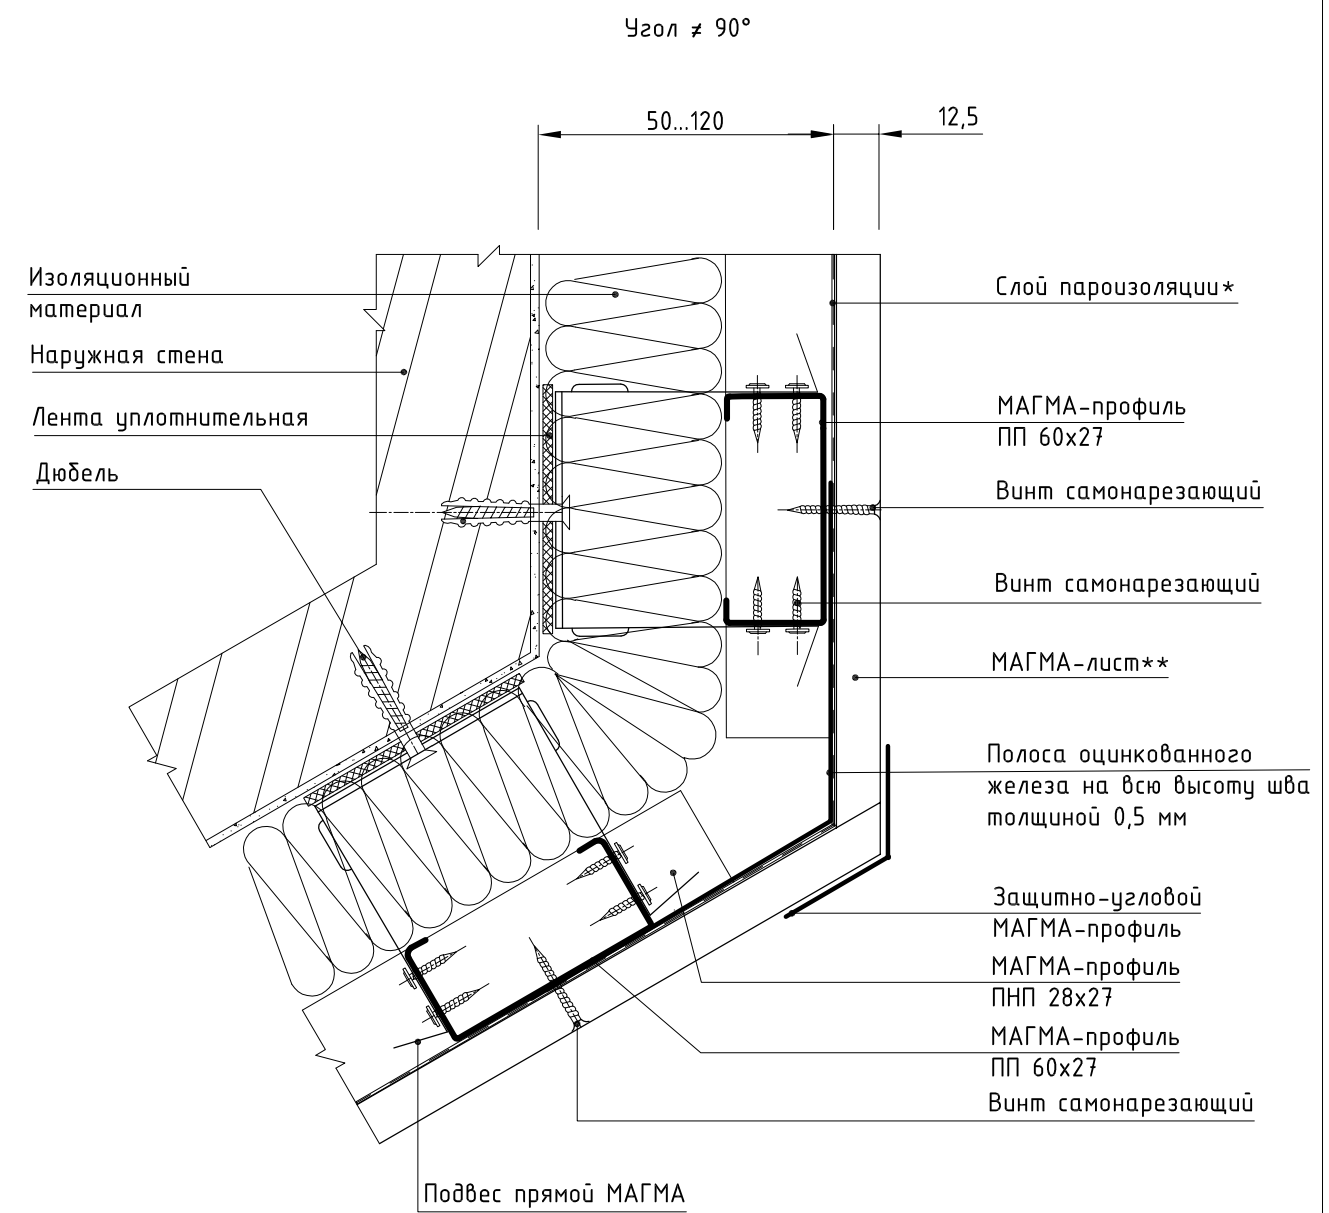 Угол ≠ 90°
50...120
12,5
Изоляционный
материал
Наружная стена
Лента уплотнительная
Дюбель
Слой пароизоляции*
МАГМА-профиль
ПП 60х27
Винт самонарезающий
Винт самонарезающий
МАГМА-лист**
Полоса оцинкованного
железа на всю высоту шва
толщиной 0,5 мм
Защитно-угловой
МАГМА-профиль
МАГМА-профиль
ПНП 28х27
МАГМА-профиль
ПП 60х27
Винт самонарезающий
Подвес прямой МАГМА